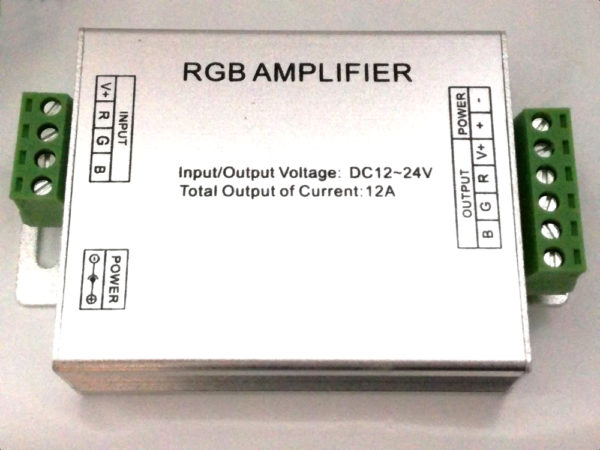 RGB AMPLIFIER
INPUT
V+ R G B
POWER
- +
OUTPUT
V+ R G B
Input/Output Voltage: DC12~24V
Total Output of Current:12A
POWER